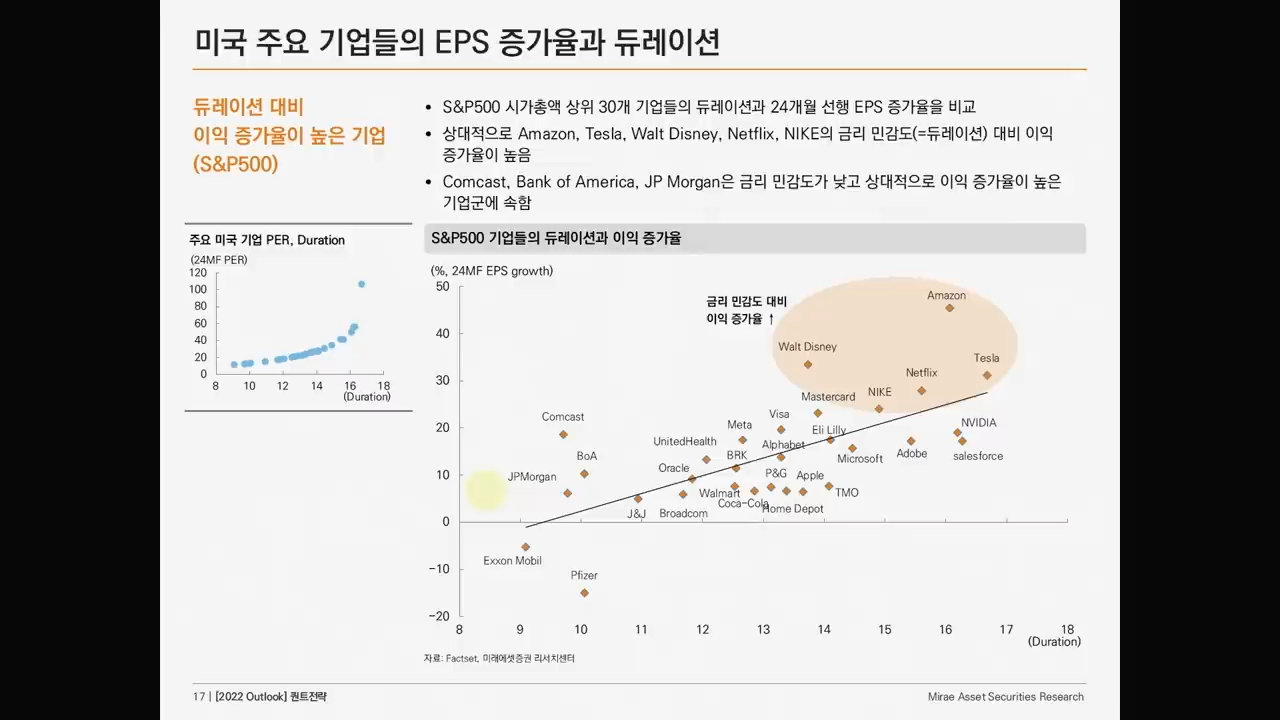 미국 주요 기업들의 EPS 증가율과 듀레이션
듀레이션 대비
이익 증가율이 높은 기업
(S&P500)
• S&P500 시가총액 상위 30개 기업들의 듀레이션과 24개월 선행 EPS 증가율을 비교
• 상대적으로 Amazon, Tesla, Walt Disney, Netflix, NIKE의 금리 민감도(=듀레이션) 대비 이익
증가율이 높음
• Comcast, Bank of America, JP Morgan은 금리 민감도가 낮고 상대적으로 이익 증가율이 높은
기업군에 속함
주요 미국 기업 PER, Duration
(24MF PER)
120
100
80
60
40
20
0
8 10 12 14 16 18
(Duration)
S&P500 기업들의 듀레이션과 이익 증가율
(%, 24MF EPS growth)
50
40
30
20
10
0
−10
−20
8 9 10 11 12 13 14 15 16 17 18
(Duration)
금리 민감도 대비
이익 증가율 ↑
Amazon
Walt Disney
Tesla
Netflix
NIKE
Mastercard
Comcast
Visa
Meta
Eli Lilly
NVIDIA
UnitedHealth
Alphabet
BoA
BRK
Microsoft
Adobe
salesforce
Oracle
JPMorgan
P&G
Apple
Walmart
TMO
Coca−Cola
Home Depot
J&J
Broadcom
Exxon Mobil
Pfizer
자료: Factset, 미래에셋증권 리서치센터
17 | [2022 Outlook] 퀀트전략
Mirae Asset Securities Research